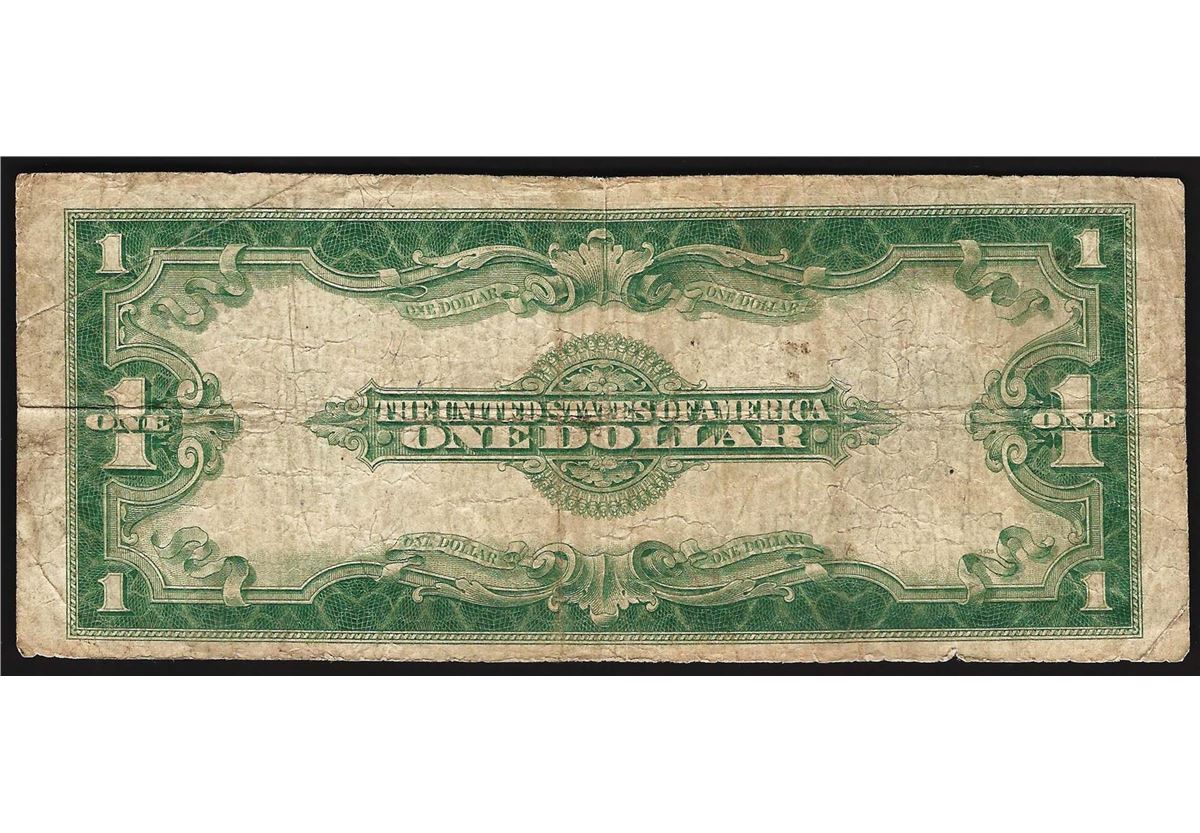 1 1
ONE DOLLAR ONE DOLLAR
THE UNITED STATES OF AMERICA
ONE 1 ONE 1
ONE DOLLAR
ONE DOLLAR ONE DOLLAR
1 1